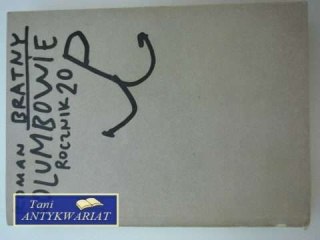 OMAN BRATNY
OLUMBOWIE
ROCZNIK 20
Tani
ANTYKWARIAT